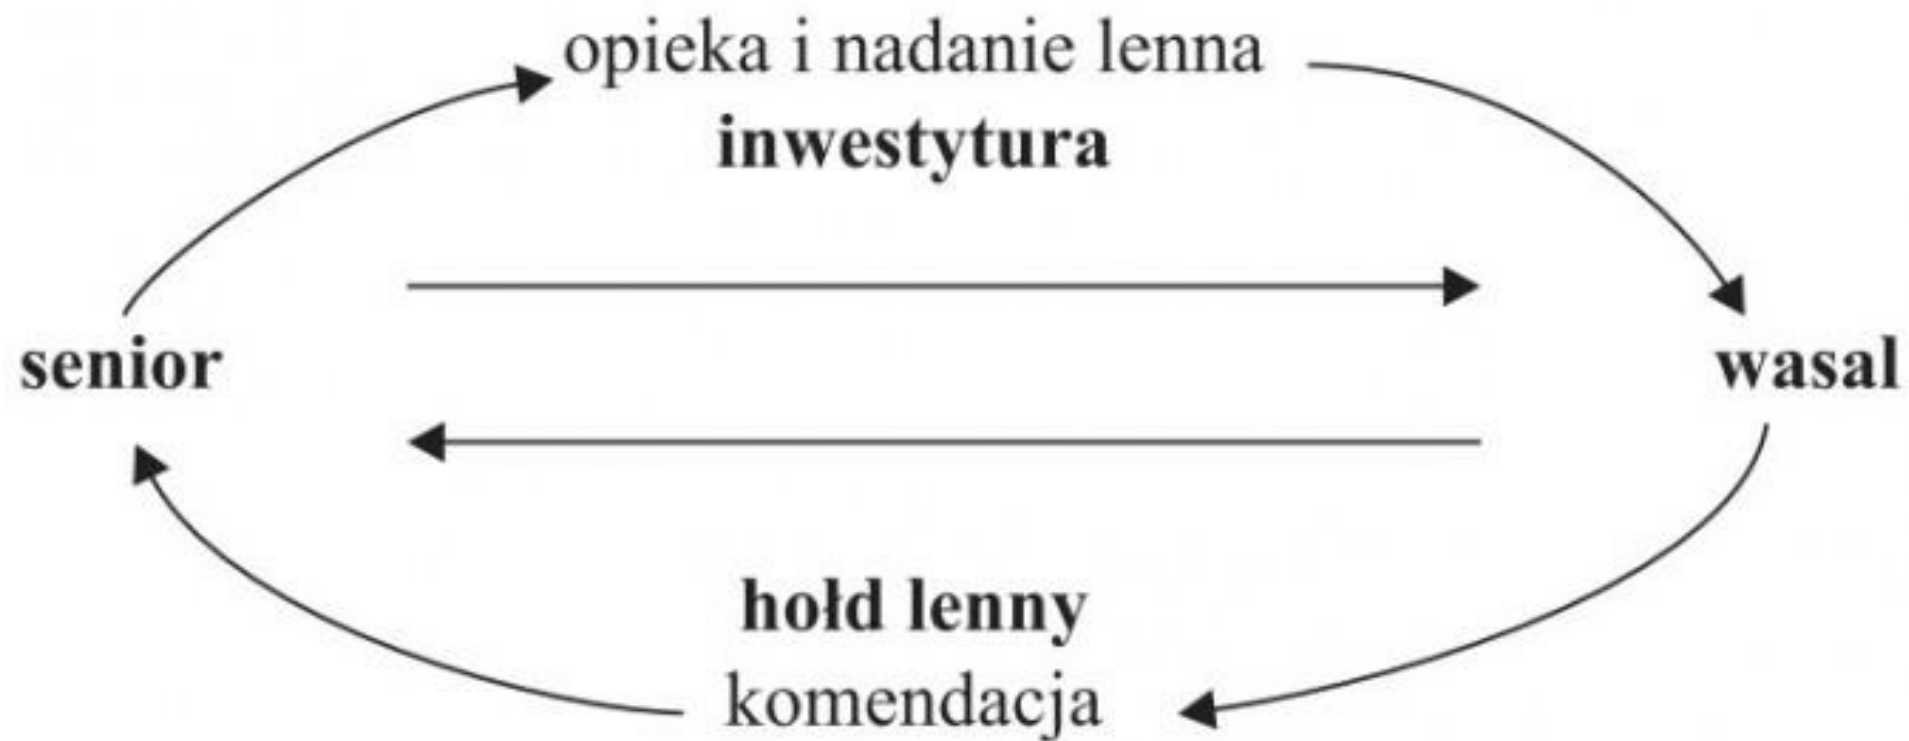 opieka i nadanie lenna
inwestytura
senior
wasal
hołd lenny
komendacja